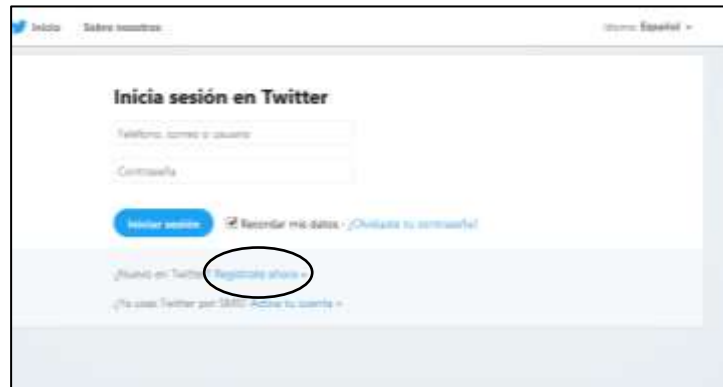 Inicio Sobre nosotros Idioma: Español
Inicia sesión en Twitter
Teléfono, correo o usuario
Contraseña
Iniciar sesión Recordar mis datos · ¿Olvidaste tu contraseña?
¿Nuevo en Twitter? Regístrate ahora »
¿Ya usas Twitter por SMS? Activa tu cuenta »